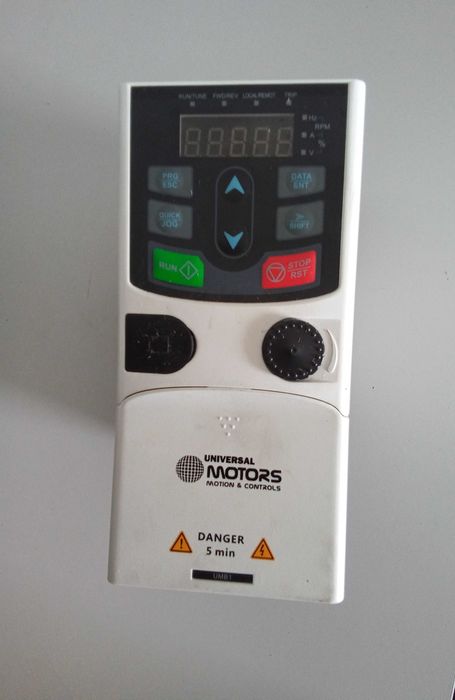 RUN/TUNE FWD/REV LOCAL/REMOT TRIP
Hz
RPM
A
%
V
PRG
ESC
DATA
ENT
QUICK
JOG
SHIFT
RUN
STOP
RST
UNIVERSAL
MOTORS
MOTION & CONTROLS
DANGER
5 min
UMB1